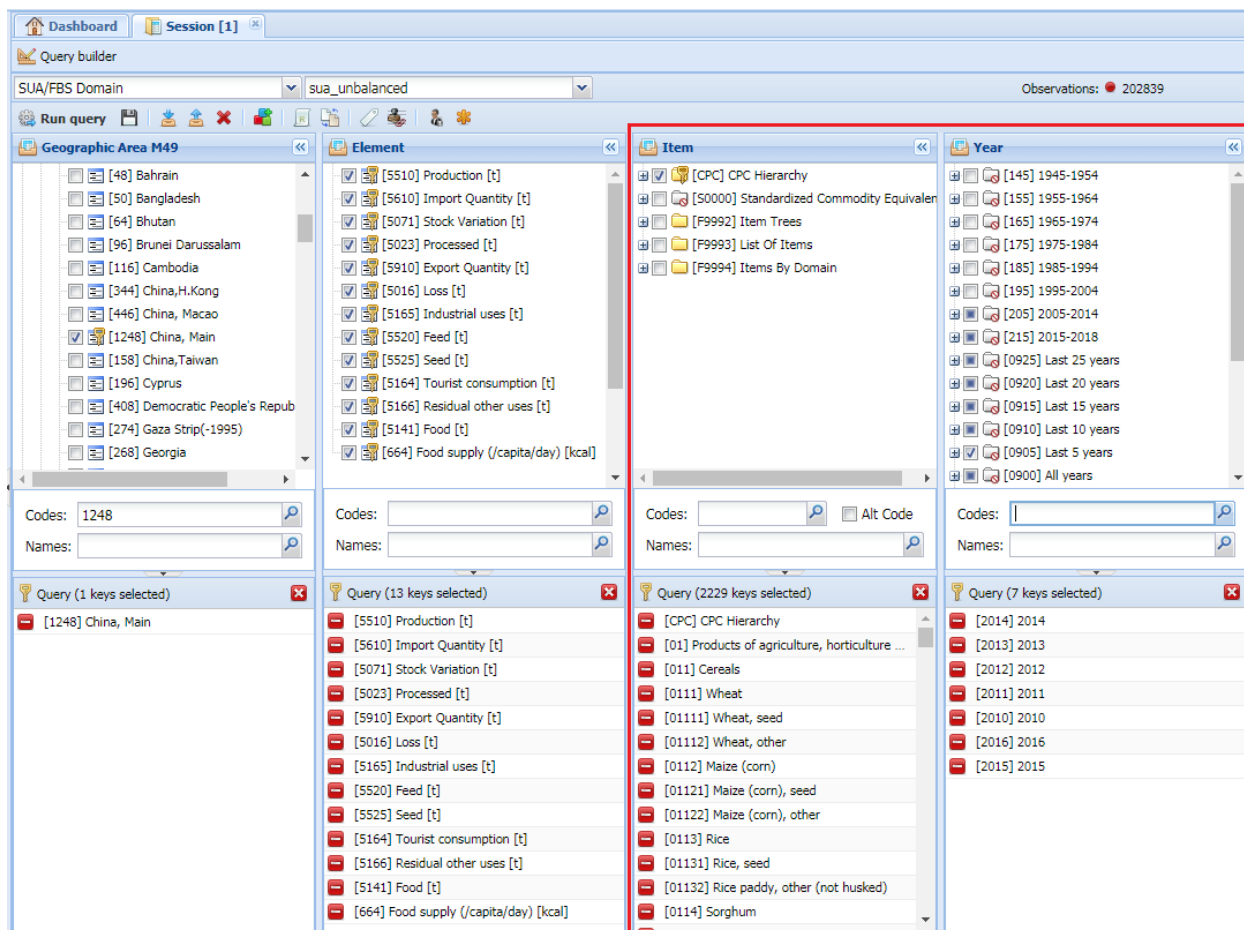 Dashboard
Session [1]
Query builder
SUA/FBS Domain
sua_unbalanced
Observations: 202839
Run query
Geographic Area M49
[48] Bahrain
[50] Bangladesh
[64] Bhutan
[96] Brunei Darussalam
[116] Cambodia
[344] China,H.Kong
[446] China, Macao
[1248] China, Main
[158] China,Taiwan
[196] Cyprus
[408] Democratic People's Repub
[274] Gaza Strip(-1995)
[268] Georgia
Codes: 1248
Names:
Query (1 keys selected)
[1248] China, Main
Element
[5510] Production [t]
[5610] Import Quantity [t]
[5071] Stock Variation [t]
[5023] Processed [t]
[5910] Export Quantity [t]
[5016] Loss [t]
[5165] Industrial uses [t]
[5520] Feed [t]
[5525] Seed [t]
[5164] Tourist consumption [t]
[5166] Residual other uses [t]
[5141] Food [t]
[664] Food supply (/capita/day) [kcal]
Codes:
Names:
Query (13 keys selected)
[5510] Production [t]
[5610] Import Quantity [t]
[5071] Stock Variation [t]
[5023] Processed [t]
[5910] Export Quantity [t]
[5016] Loss [t]
[5165] Industrial uses [t]
[5520] Feed [t]
[5525] Seed [t]
[5164] Tourist consumption [t]
[5166] Residual other uses [t]
[5141] Food [t]
[664] Food supply (/capita/day) [kcal]
Item
[CPC] CPC Hierarchy
[S0000] Standardized Commodity Equivalen
[F9992] Item Trees
[F9993] List Of Items
[F9994] Items By Domain
Codes:
Alt Code
Names:
Query (2229 keys selected)
[CPC] CPC Hierarchy
[01] Products of agriculture, horticulture ...
[011] Cereals
[0111] Wheat
[01111] Wheat, seed
[01112] Wheat, other
[0112] Maize (corn)
[01121] Maize (corn), seed
[01122] Maize (corn), other
[0113] Rice
[01131] Rice, seed
[01132] Rice paddy, other (not husked)
[0114] Sorghum
Year
[145] 1945-1954
[155] 1955-1964
[165] 1965-1974
[175] 1975-1984
[185] 1985-1994
[195] 1995-2004
[205] 2005-2014
[215] 2015-2018
[0925] Last 25 years
[0920] Last 20 years
[0915] Last 15 years
[0910] Last 10 years
[0905] Last 5 years
[0900] All years
Codes:
Names:
Query (7 keys selected)
[2014] 2014
[2013] 2013
[2012] 2012
[2011] 2011
[2010] 2010
[2016] 2016
[2015] 2015